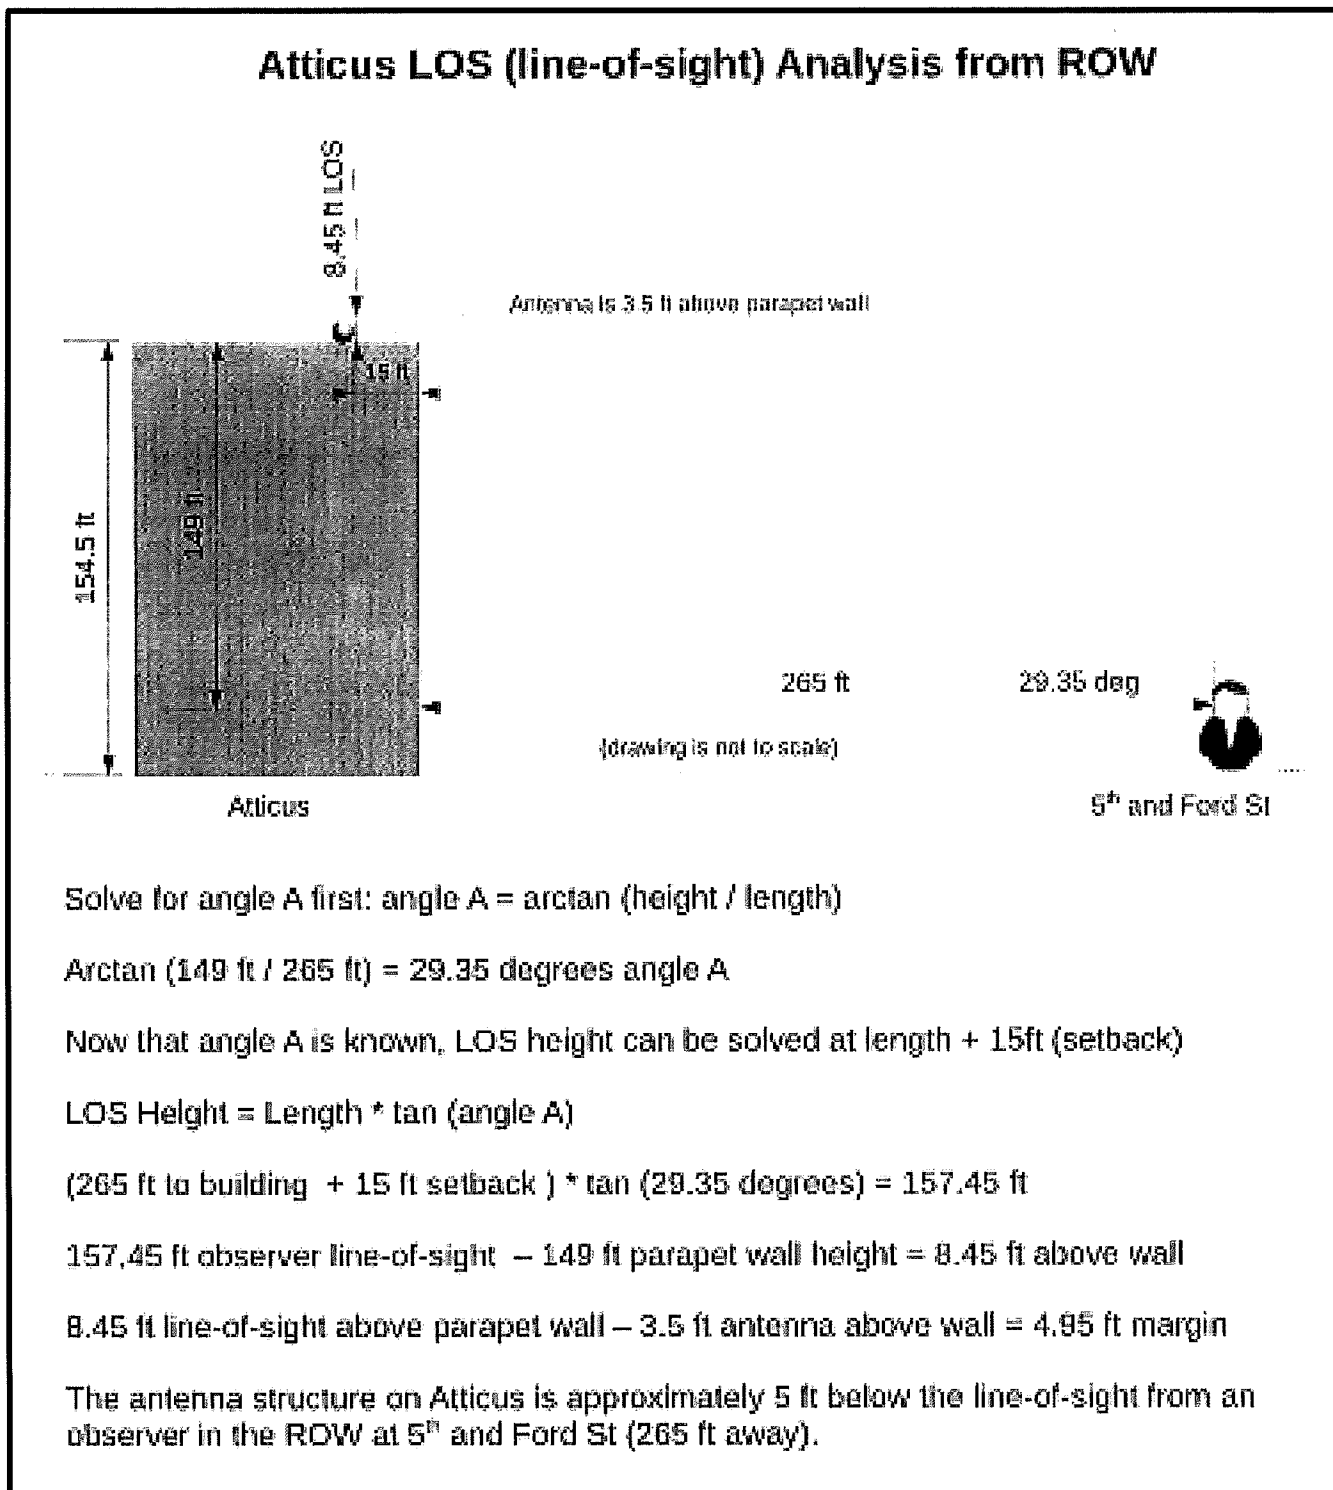 Atticus LOS (line-of-sight) Analysis from ROW
8.45 ft LOS
Antenna is 3.5 ft above parapet wall
15 ft
149 ft
154.5 ft
265 ft
29.35 deg
(drawing is not to scale)
Atticus
5th and Ford St
Solve for angle A first: angle A = arctan (height / length)
Arctan (149 ft / 265 ft) = 29.35 degrees angle A
Now that angle A is known, LOS height can be solved at length + 15ft (setback)
LOS Height = Length * tan (angle A)
(265 ft to building + 15 ft setback ) * tan (29.35 degrees) = 157.45 ft
157.45 ft observer line-of-sight – 149 ft parapet wall height = 8.45 ft above wall
8.45 ft line-of-sight above parapet wall – 3.5 ft antenna above wall = 4.95 ft margin
The antenna structure on Atticus is approximately 5 ft below the line-of-sight from an
observer in the ROW at 5th and Ford St (265 ft away).